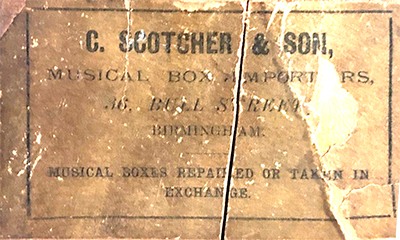 C. SCOTCHER & SON,
MUSICAL BOX IMPORTERS,
36, BULL STREET
BIRMINGHAM.
MUSICAL BOXES REPAIRED OR TAKEN IN
EXCHANGE.